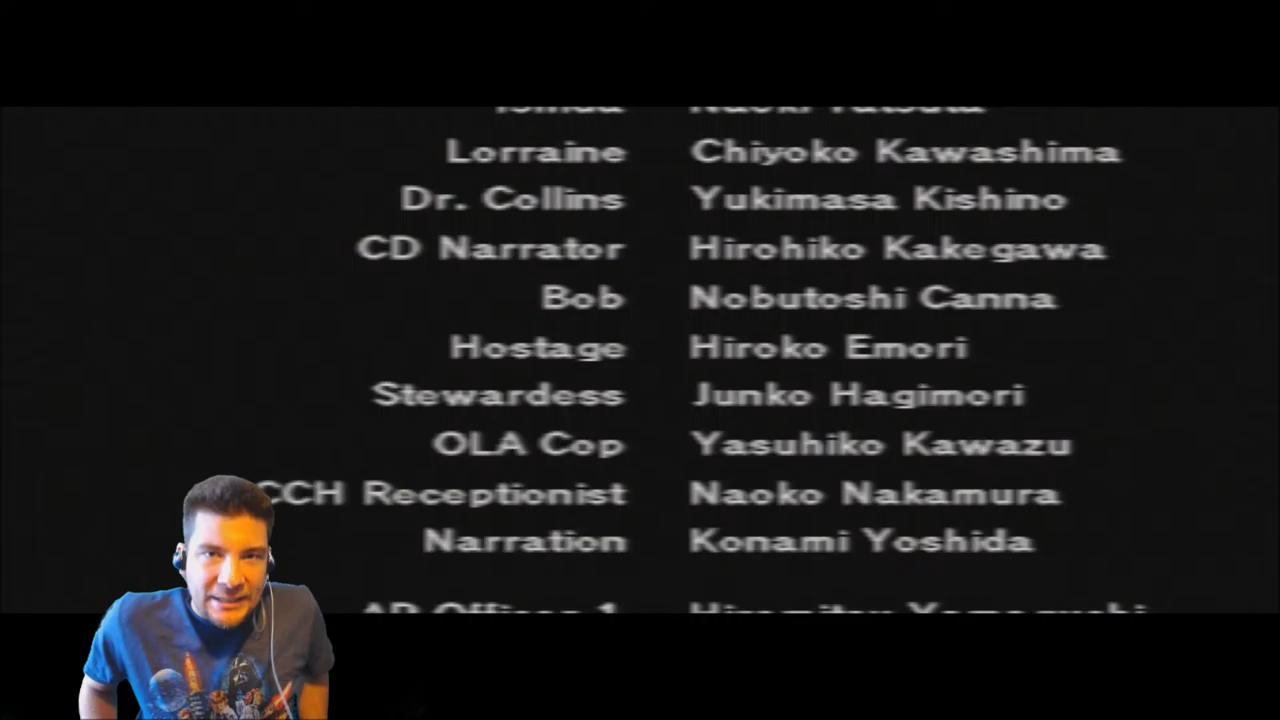 Lorraine Chiyoko Kawashima
Dr. Collins Yukimasa Kishino
CD Narrator Hirohiko Kakegawa
Bob Nobutoshi Canna
Hostage Hiroko Emori
Stewardess Junko Hagimori
OLA Cop Yasuhiko Kawazu
CCH Receptionist Naoko Nakamura
Narration Konami Yoshida